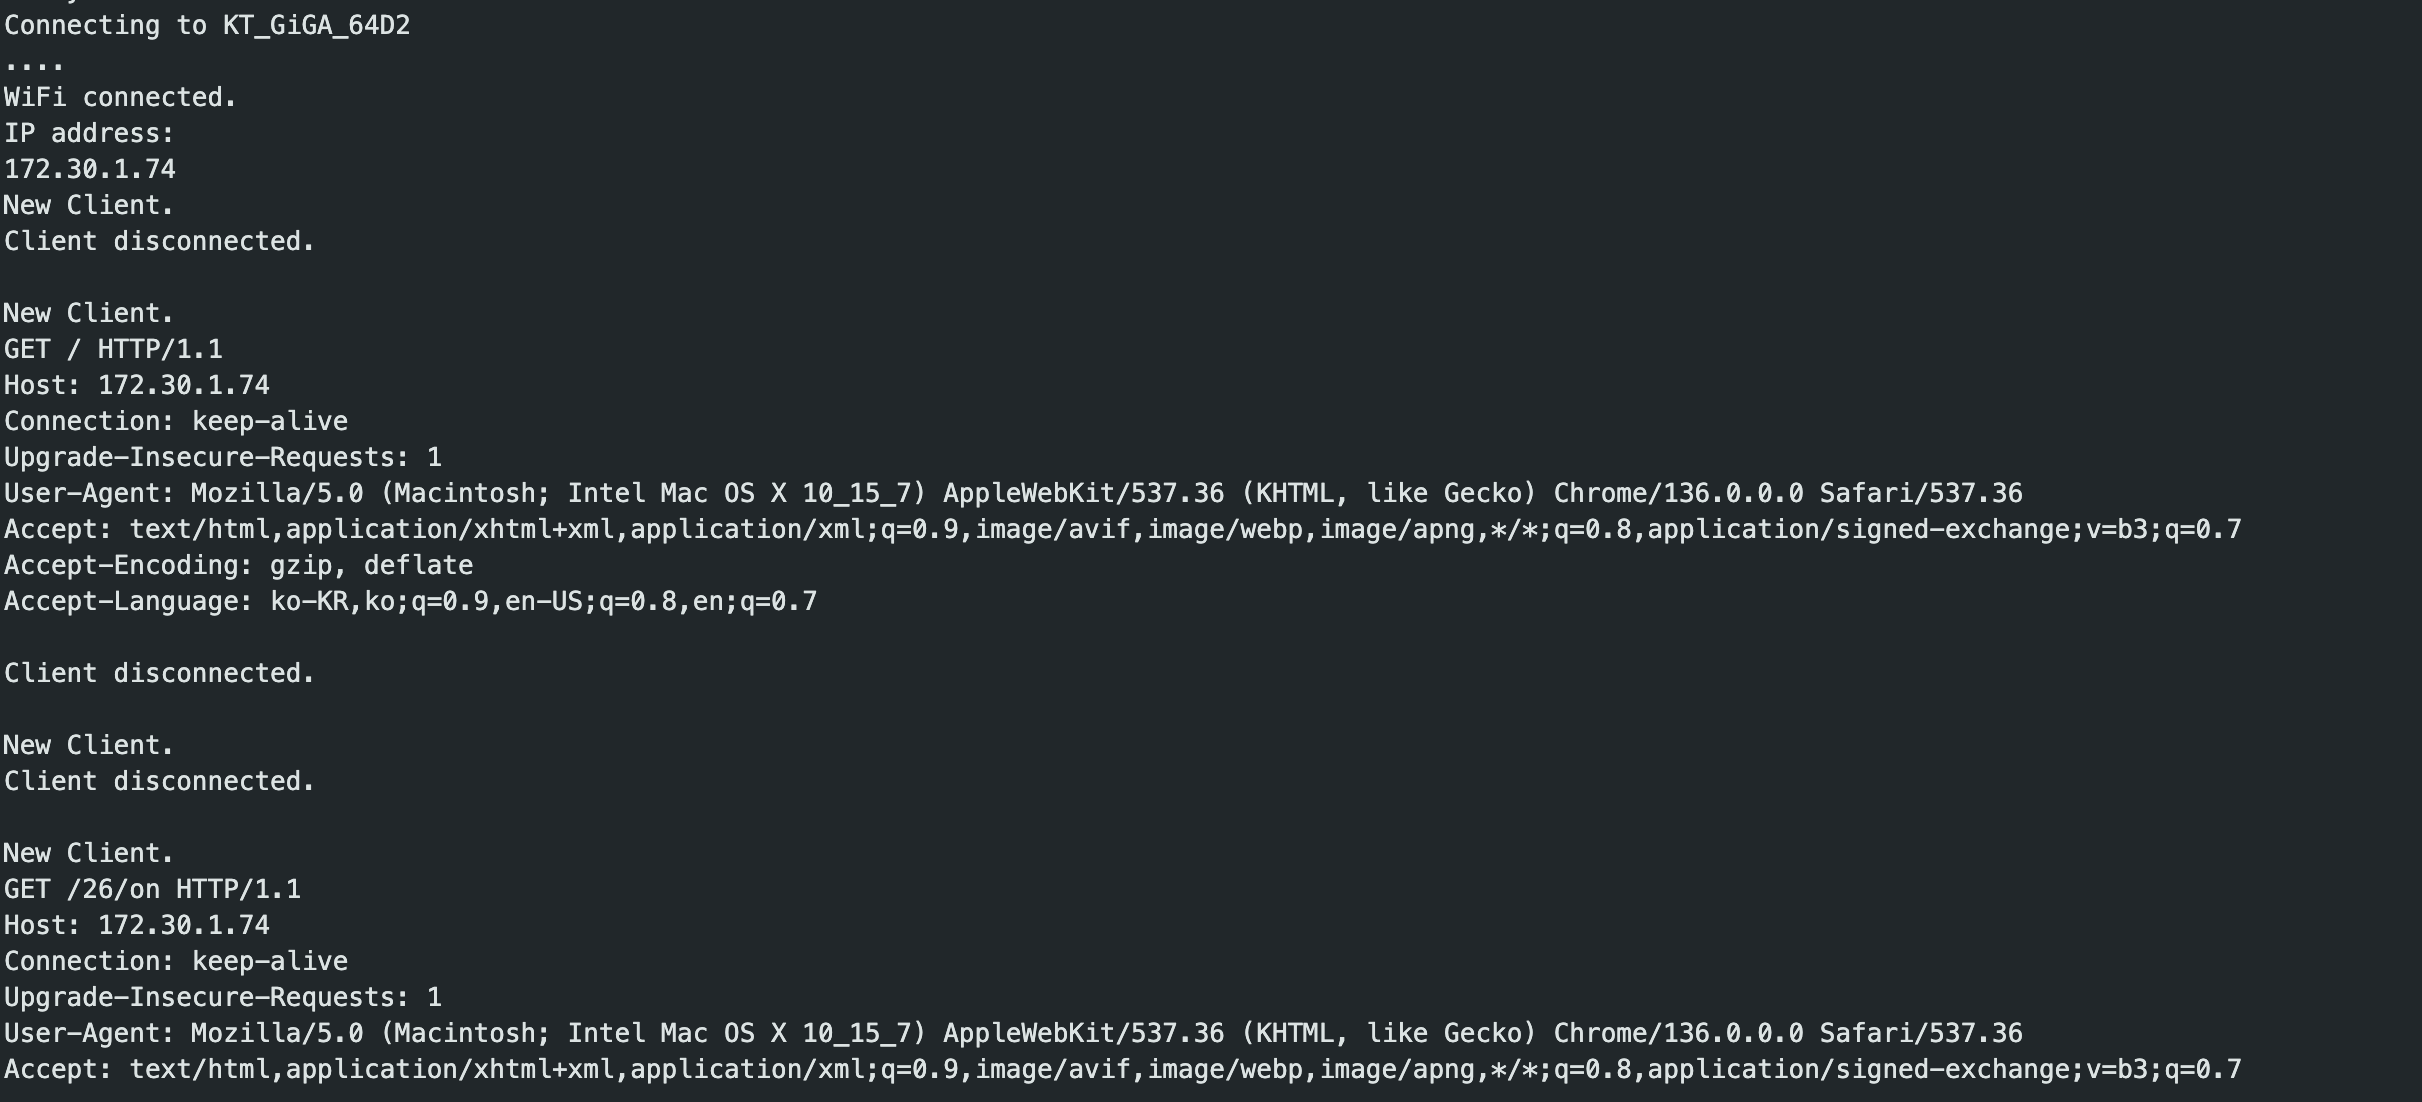 Connecting to KT_GiGA_64D2
....
WiFi connected.
IP address:
172.30.1.74
New Client.
Client disconnected.

New Client.
GET / HTTP/1.1
Host: 172.30.1.74
Connection: keep-alive
Upgrade-Insecure-Requests: 1
User-Agent: Mozilla/5.0 (Macintosh; Intel Mac OS X 10_15_7) AppleWebKit/537.36 (KHTML, like Gecko) Chrome/136.0.0.0 Safari/537.36
Accept: text/html,application/xhtml+xml,application/xml;q=0.9,image/avif,image/webp,image/apng,*/*;q=0.8,application/signed-exchange;v=b3;q=0.7
Accept-Encoding: gzip, deflate
Accept-Language: ko-KR,ko;q=0.9,en-US;q=0.8,en;q=0.7

Client disconnected.

New Client.
Client disconnected.

New Client.
GET /26/on HTTP/1.1
Host: 172.30.1.74
Connection: keep-alive
Upgrade-Insecure-Requests: 1
User-Agent: Mozilla/5.0 (Macintosh; Intel Mac OS X 10_15_7) AppleWebKit/537.36 (KHTML, like Gecko) Chrome/136.0.0.0 Safari/537.36
Accept: text/html,application/xhtml+xml,application/xml;q=0.9,image/avif,image/webp,image/apng,*/*;q=0.8,application/signed-exchange;v=b3;q=0.7